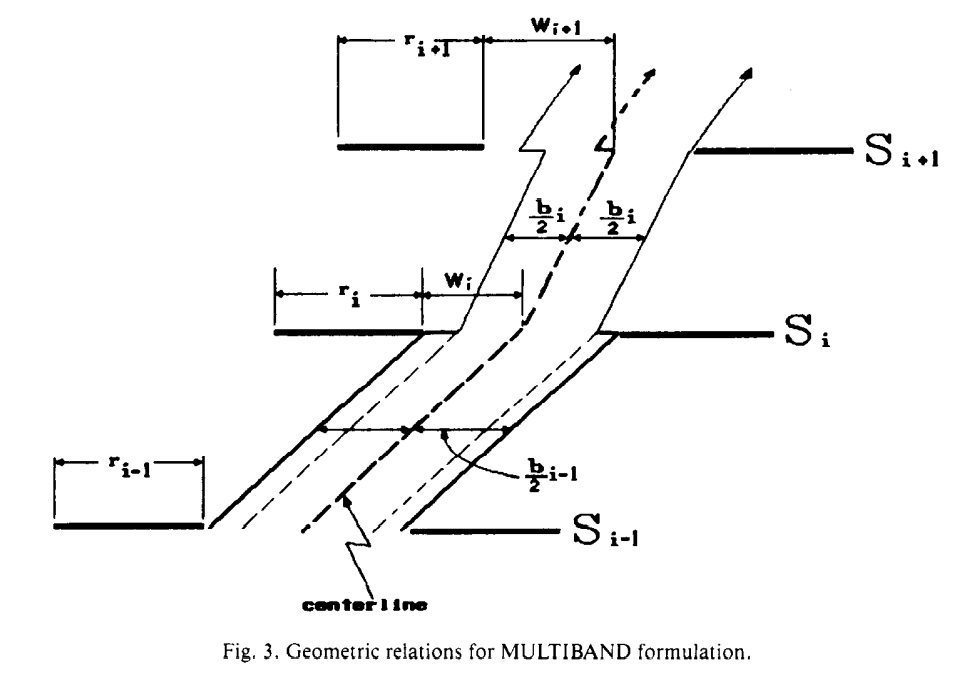 r i+1
W i+1
S i+1
b/2 i
b/2 i
r i
W i
S i
r i-1
b/2 i-1
S i-1
centerline
Fig. 3. Geometric relations for MULTIBAND formulation.